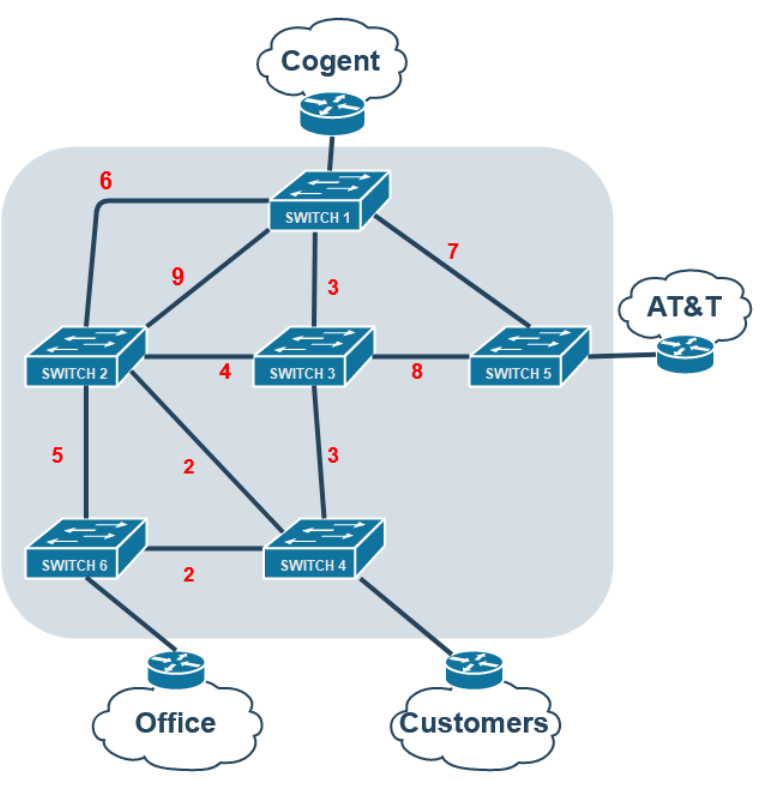 Cogent
6
SWITCH 1
9
3
7
AT&T
SWITCH 2
4
SWITCH 3
8
SWITCH 5
5
2
3
SWITCH 6
2
SWITCH 4
Office
Customers